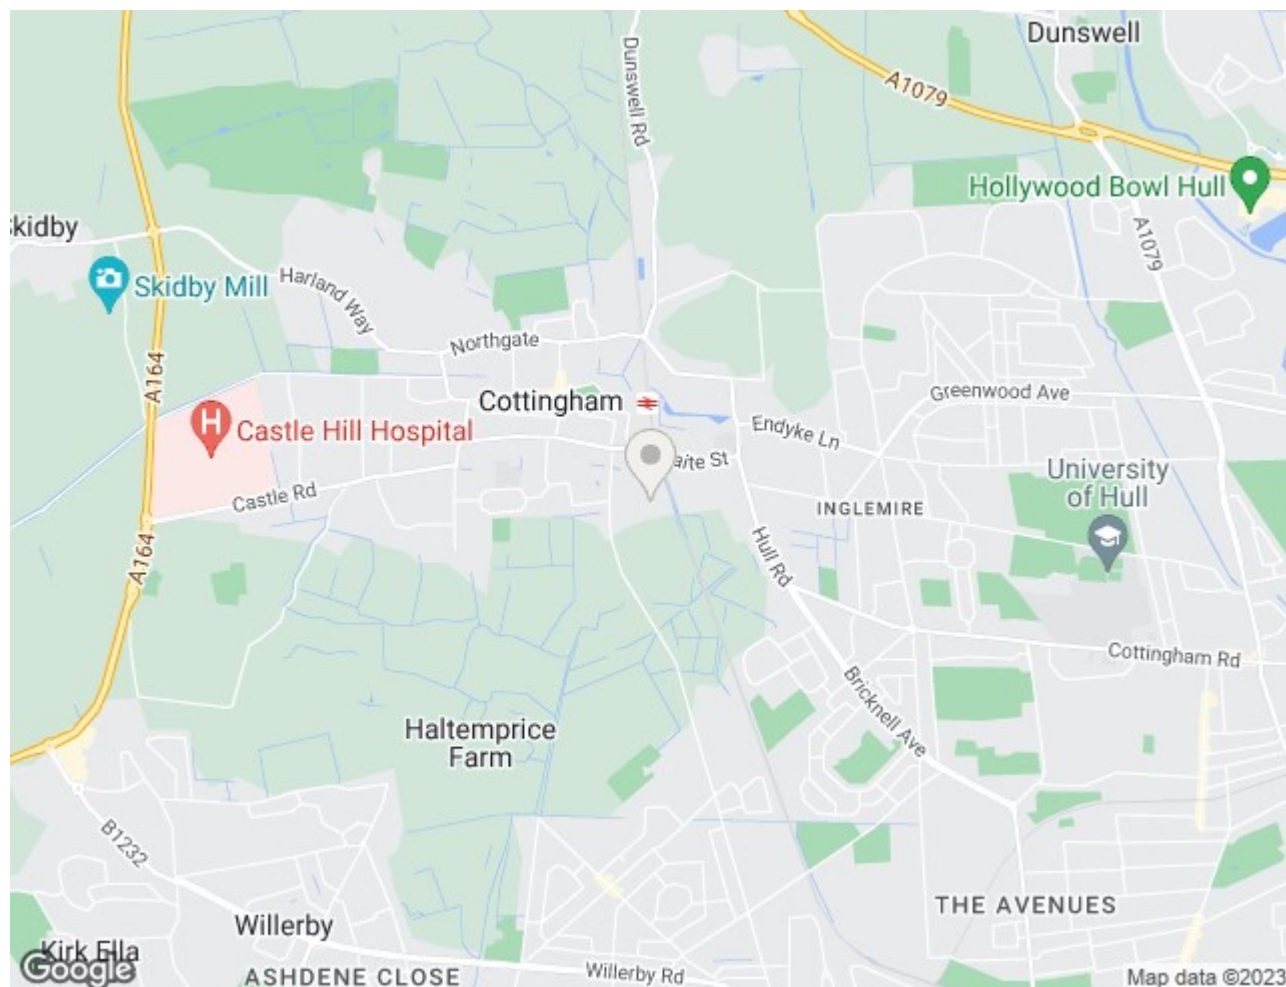 Dunswell
Dunswell Rd
A1079
Hollywood Bowl Hull
Skidby
A1079
Skidby Mill
Harland Way
Northgate
A164
Greenwood Ave
Cottingham
Endyke Ln
H
Castle Hill Hospital
aite St
University
of Hull
Castle Rd
INGLEMIRE
A164
Hull Rd
Cottingham Rd
Bricknell Ave
Haltemprice
Farm
B1232
THE AVENUES
Willerby
Kirk Ella
Google
ASHDENE CLOSE
Willerby Rd
Map data ©2023